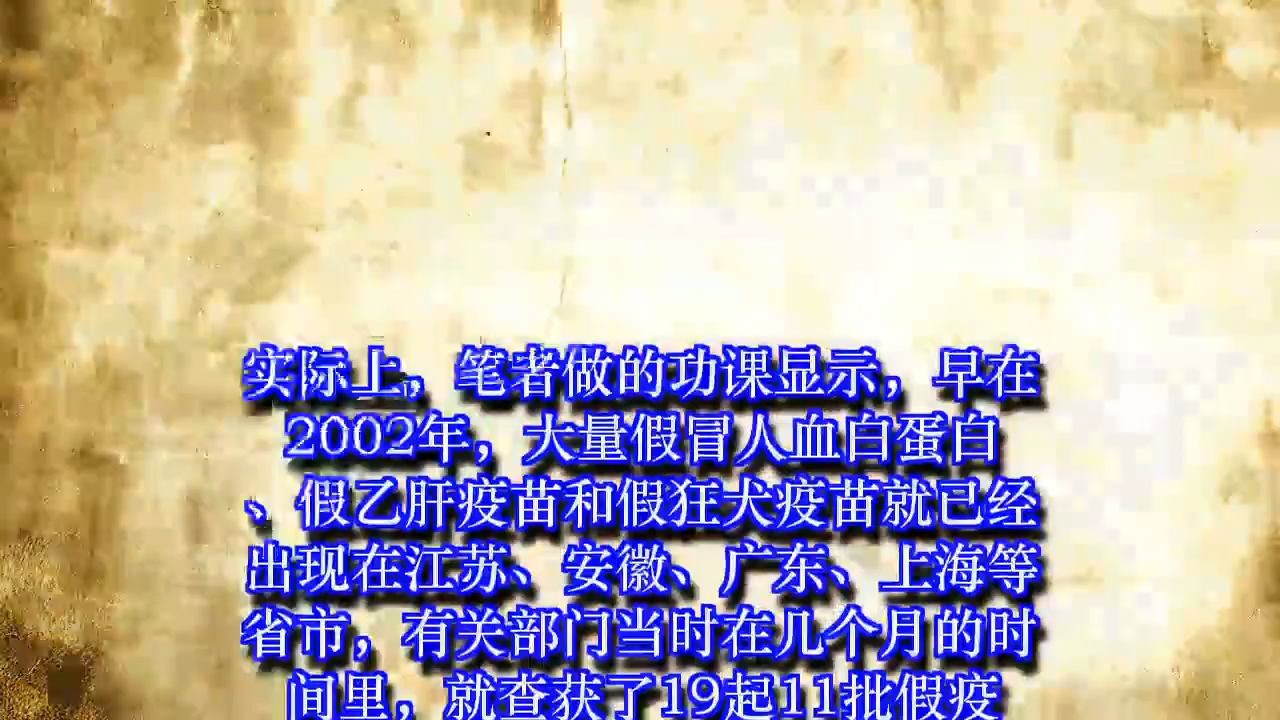 实际上，笔者做的功课显示，早在
2002年，大量假冒人血白蛋白
、假乙肝疫苗和假狂犬疫苗就已经
出现在江苏、安徽、广东、上海等
省市，有关部门当时在几个月的时
间里，就查获了19起11批假疫